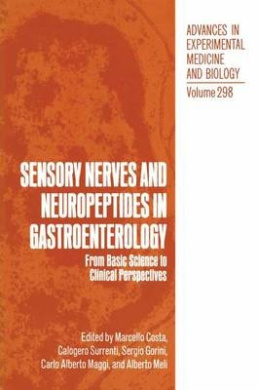 ADVANCES IN
EXPERIMENTAL
MEDICINE
AND BIOLOGY
Volume 298
SENSORY NERVES AND
NEUROPEPTIDES IN
GASTROENTEROLOGY
From Basic Science to
Clinical Perspectives
Edited by Marcello Costa,
Calogero Surrenti, Sergio Gorini,
Carlo Alberto Maggi, and Alberto Meli